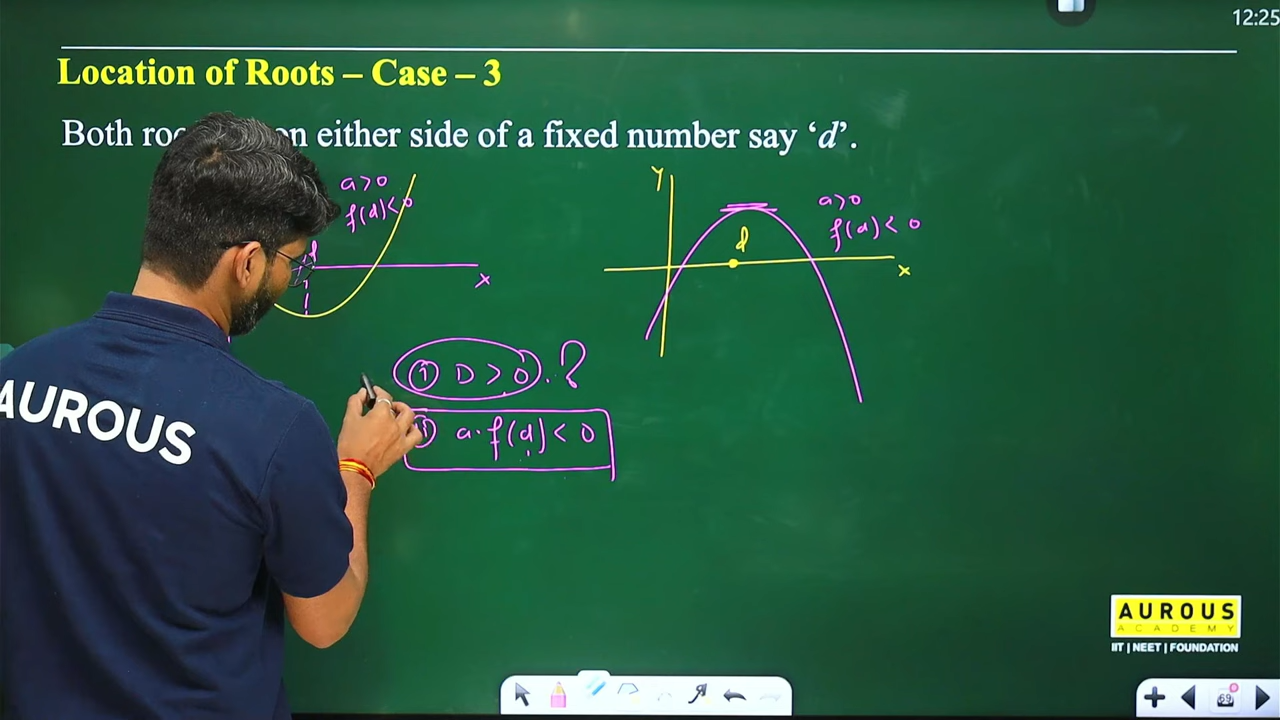 12:25
Location of Roots – Case – 3
Both on either side of a fixed number say ‘d’.
a>0
f(d)<0
d
x
Y
a>0
f(d)<0
d
x
① D>0.?
a.f(d)<0
AUROUS
AUROUS
ACADEMY
IIT | NEET | FOUNDATION
69